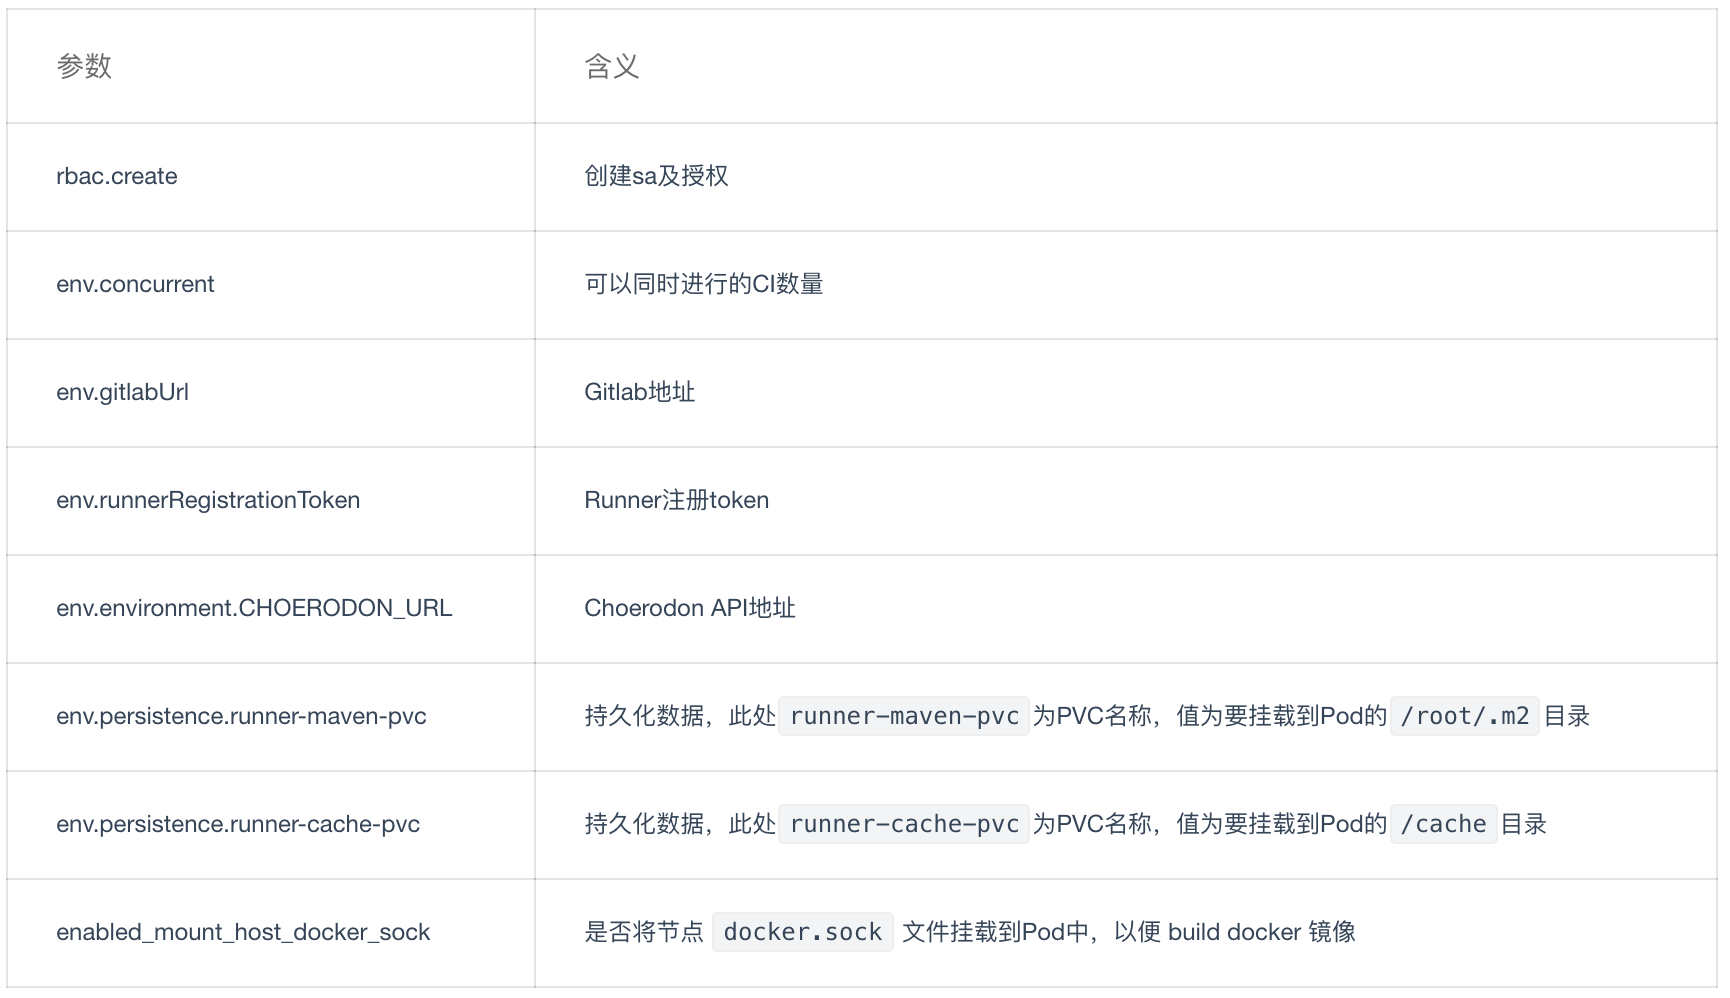 参数
含义
rbac.create
创建sa及授权
env.concurrent
可以同时进行的CI数量
env.gitlabUrl
Gitlab地址
env.runnerRegistrationToken
Runner注册token
env.environment.CHOERODON_URL
Choerodon API地址
env.persistence.runner-maven-pvc
持久化数据，此处 runner-maven-pvc 为PVC名称，值为要挂载到Pod的 /root/.m2 目录
env.persistence.runner-cache-pvc
持久化数据，此处 runner-cache-pvc 为PVC名称，值为要挂载到Pod的 /cache 目录
enabled_mount_host_docker_sock
是否将节点 docker.sock 文件挂载到Pod中，以便 build docker 镜像